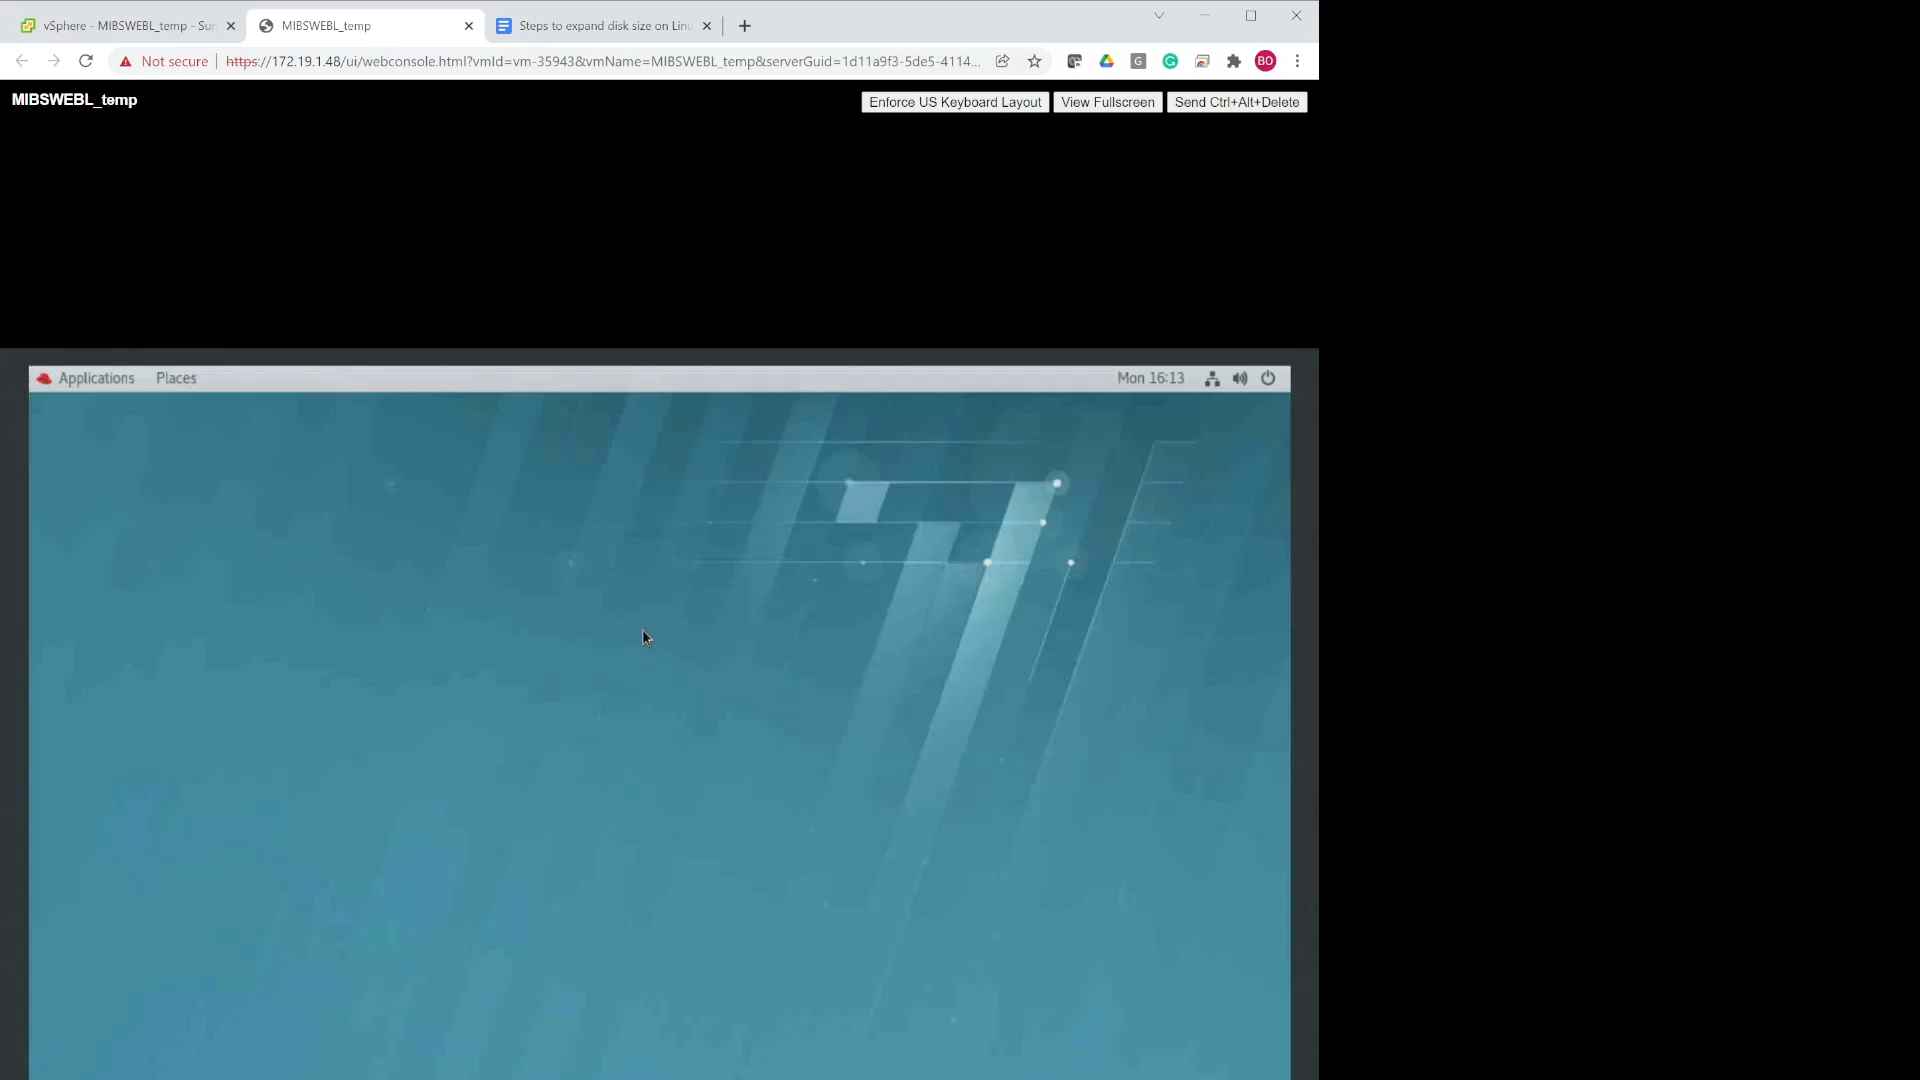 vSphere - MIBSWEBL_temp - Sun
MIBSWEBL_temp
Steps to expand disk size on Linu
Not secure
https://172.19.1.48/ui/webconsole.html?vmId=vm-35943&vmName=MIBSWEBL_temp&serverGuid=1d11a9f3-5de5-4114...
G
BO
MIBSWEBL_temp
Enforce US Keyboard Layout
View Fullscreen
Send Ctrl+Alt+Delete
Applications
Places
Mon 16:13